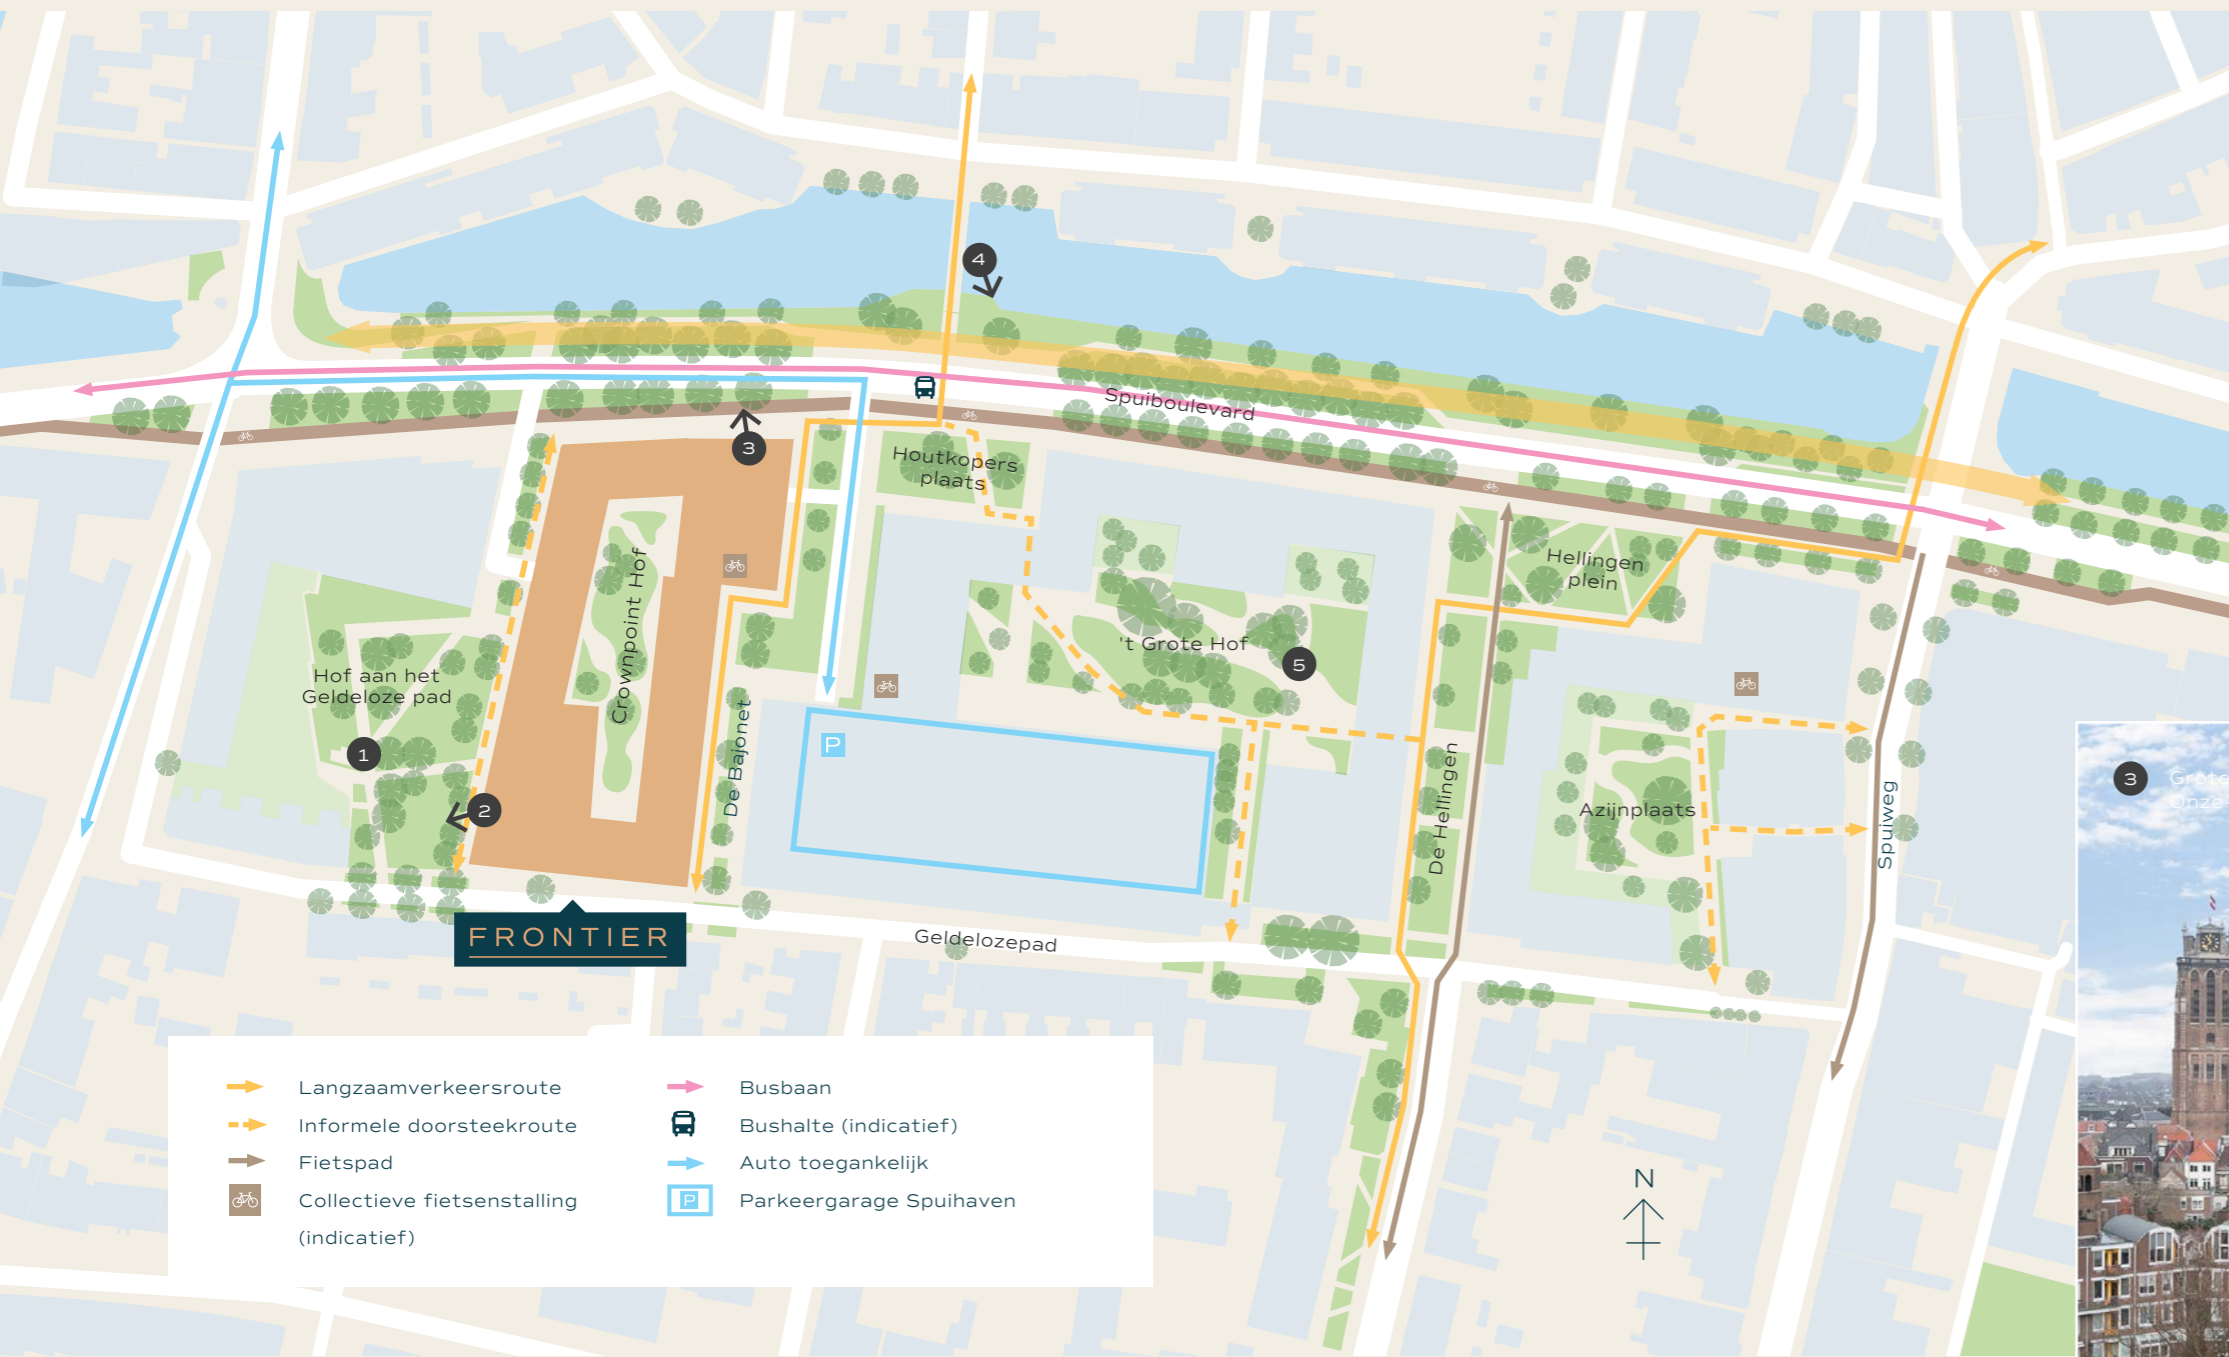 4
Spuiboulevard
3
Houtkopers
plaats
Hellingen
plein
Crownpoint Hof
't Grote Hof
5
Hof aan het
Geldeloze pad
1
2
De Bajonet
P
De Hellingen
Azijnplaats
Spuiweg
3
FRONTIER
Geldelozepad
Langzaamverkeersroute
Informele doorsteekroute
Fietspad
Collectieve fietsenstalling
(indicatief)
Busbaan
Bushalte (indicatief)
Auto toegankelijk
P
Parkeergarage Spuihaven
N